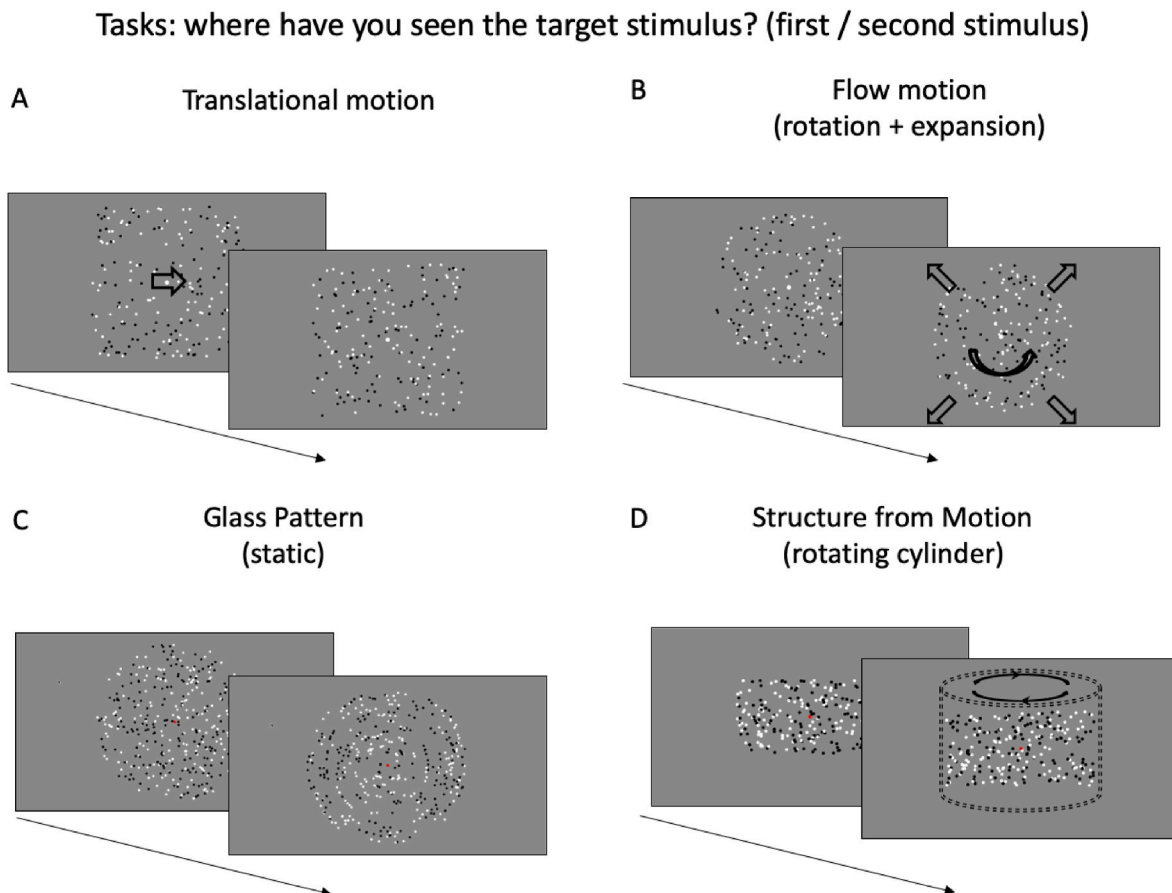 Tasks: where have you seen the target stimulus? (first / second stimulus)
A
Translational motion
B
Flow motion
(rotation + expansion)
C
Glass Pattern
(static)
D
Structure from Motion
(rotating cylinder)